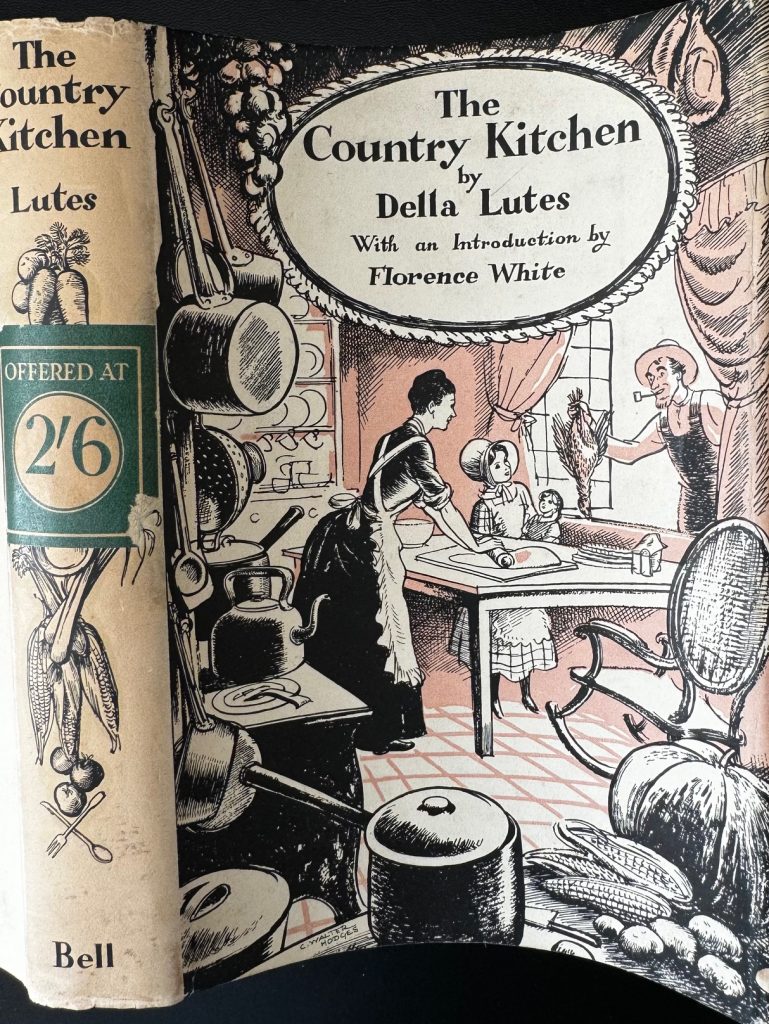 The
Country
Kitchen
Lutes
OFFERED AT
2'6
Bell
The
Country Kitchen
by
Della Lutes
With an Introduction by
Florence White
C. WALTER
HODGES